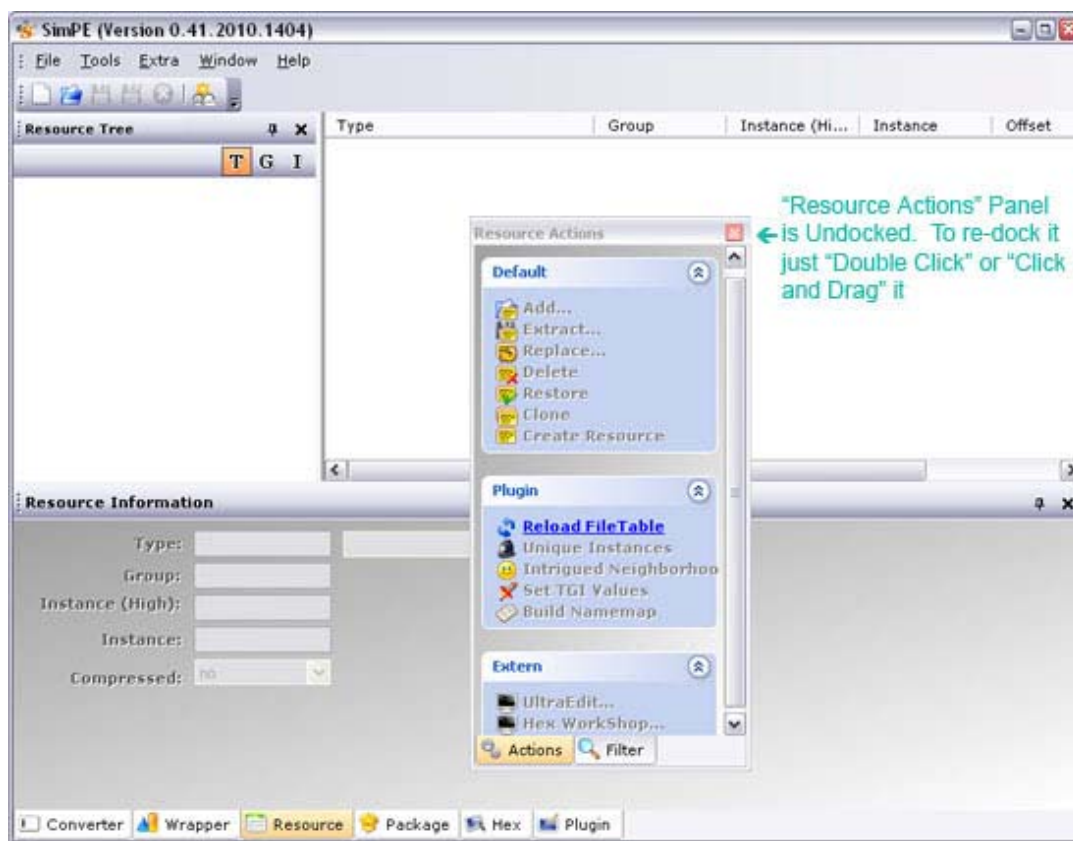 SimPE (Version 0.41.2010.1404)
File Tools Extra Window Help
Resource Tree
T G I
Type Group Instance (Hi... Instance Offset
"Resource Actions" Panel
is Undocked. To re-dock it
just "Double Click" or "Click
and Drag" it
Resource Actions
Default
Add...
Extract...
Replace...
Delete
Restore
Clone
Create Resource
Plugin
Reload FileTable
Unique Instances
Intrigued Neighborhoo
Set TGI Values
Build Namemap
Extern
UltraEdit...
Hex WorkShop...
Actions Filter
Resource Information
Type:
Group:
Instance (High):
Instance:
Compressed: no
Converter Wrapper Resource Package Hex Plugin